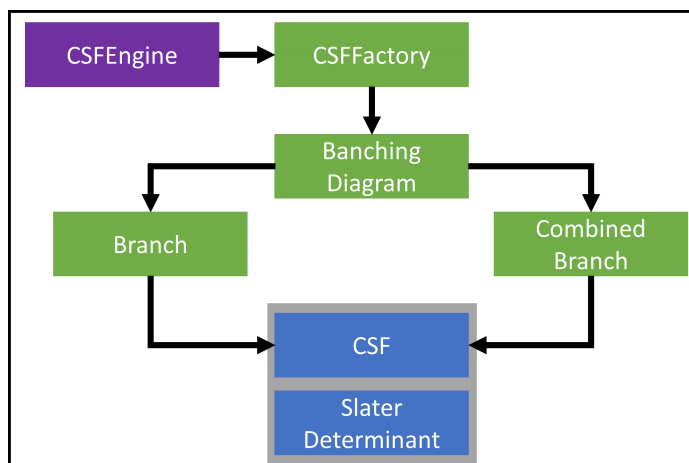 CSFEngine
CSFFactory
Banching
Diagram
Branch
Combined
Branch
CSF
Slater
Determinant